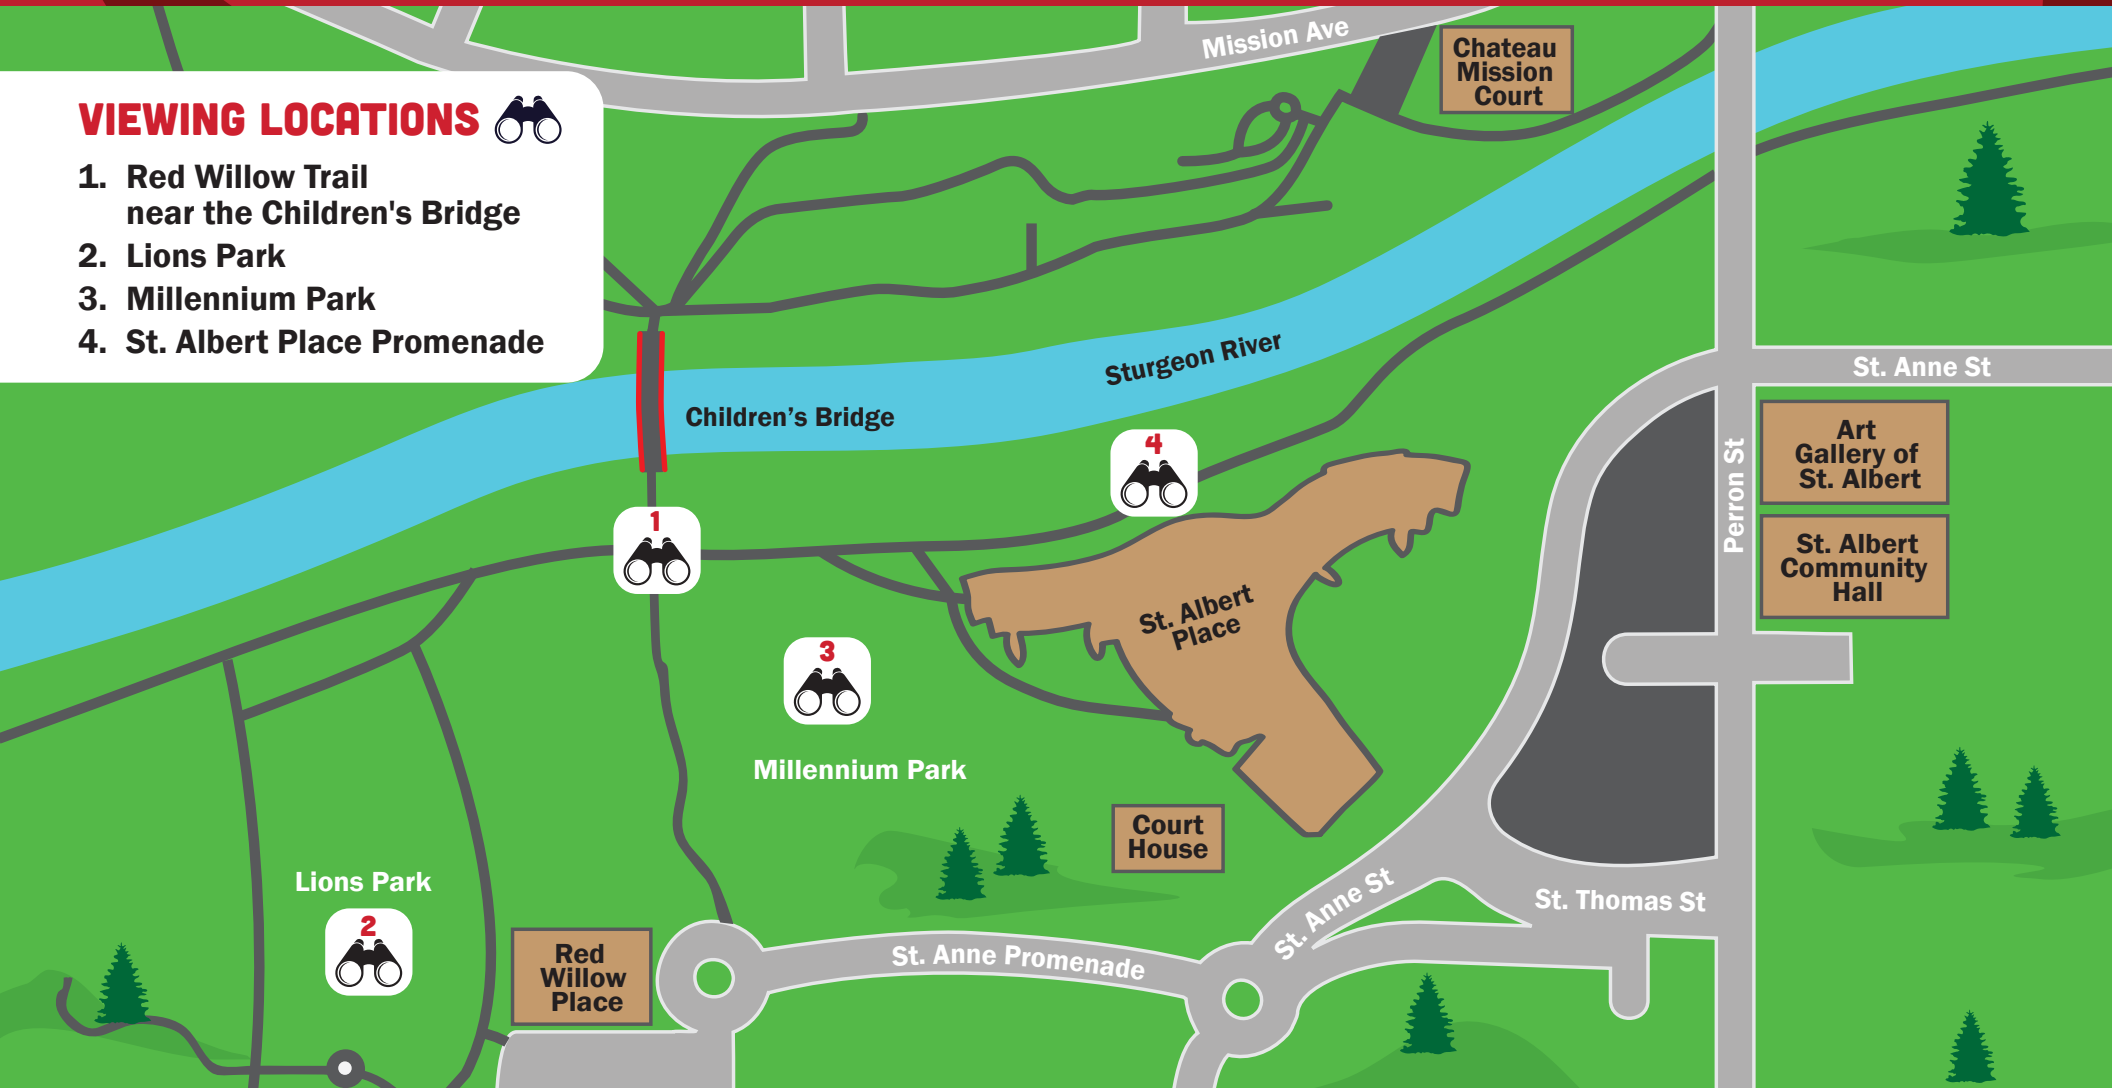 Mission Ave
Chateau
Mission
Court
VIEWING LOCATIONS
1. Red Willow Trail
near the Children's Bridge
2. Lions Park
3. Millennium Park
4. St. Albert Place Promenade
Sturgeon River
Children’s Bridge
St. Anne St
Perron St
Art
Gallery of
St. Albert
St. Albert
Community
Hall
4
1
St. Albert
Place
3
Millennium Park
Court
House
Lions Park
2
Red
Willow
Place
St. Anne Promenade
St. Anne St
St. Thomas St